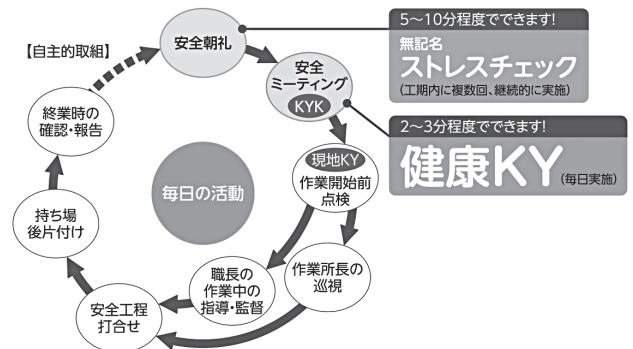 【自主的取組】
安全朝礼
5～10分程度でできます!
無記名
ストレスチェック
(工期内に複数回、継続的に実施)
安全
ミーティング
KYK
2～3分程度でできます!
健康KY(毎日実施)
現地KY
作業開始前
点検
作業所長の
巡視
職長の
作業中の
指導・監督
安全工程
打合せ
持ち場
後片付け
終業時の
確認・報告
毎日の活動